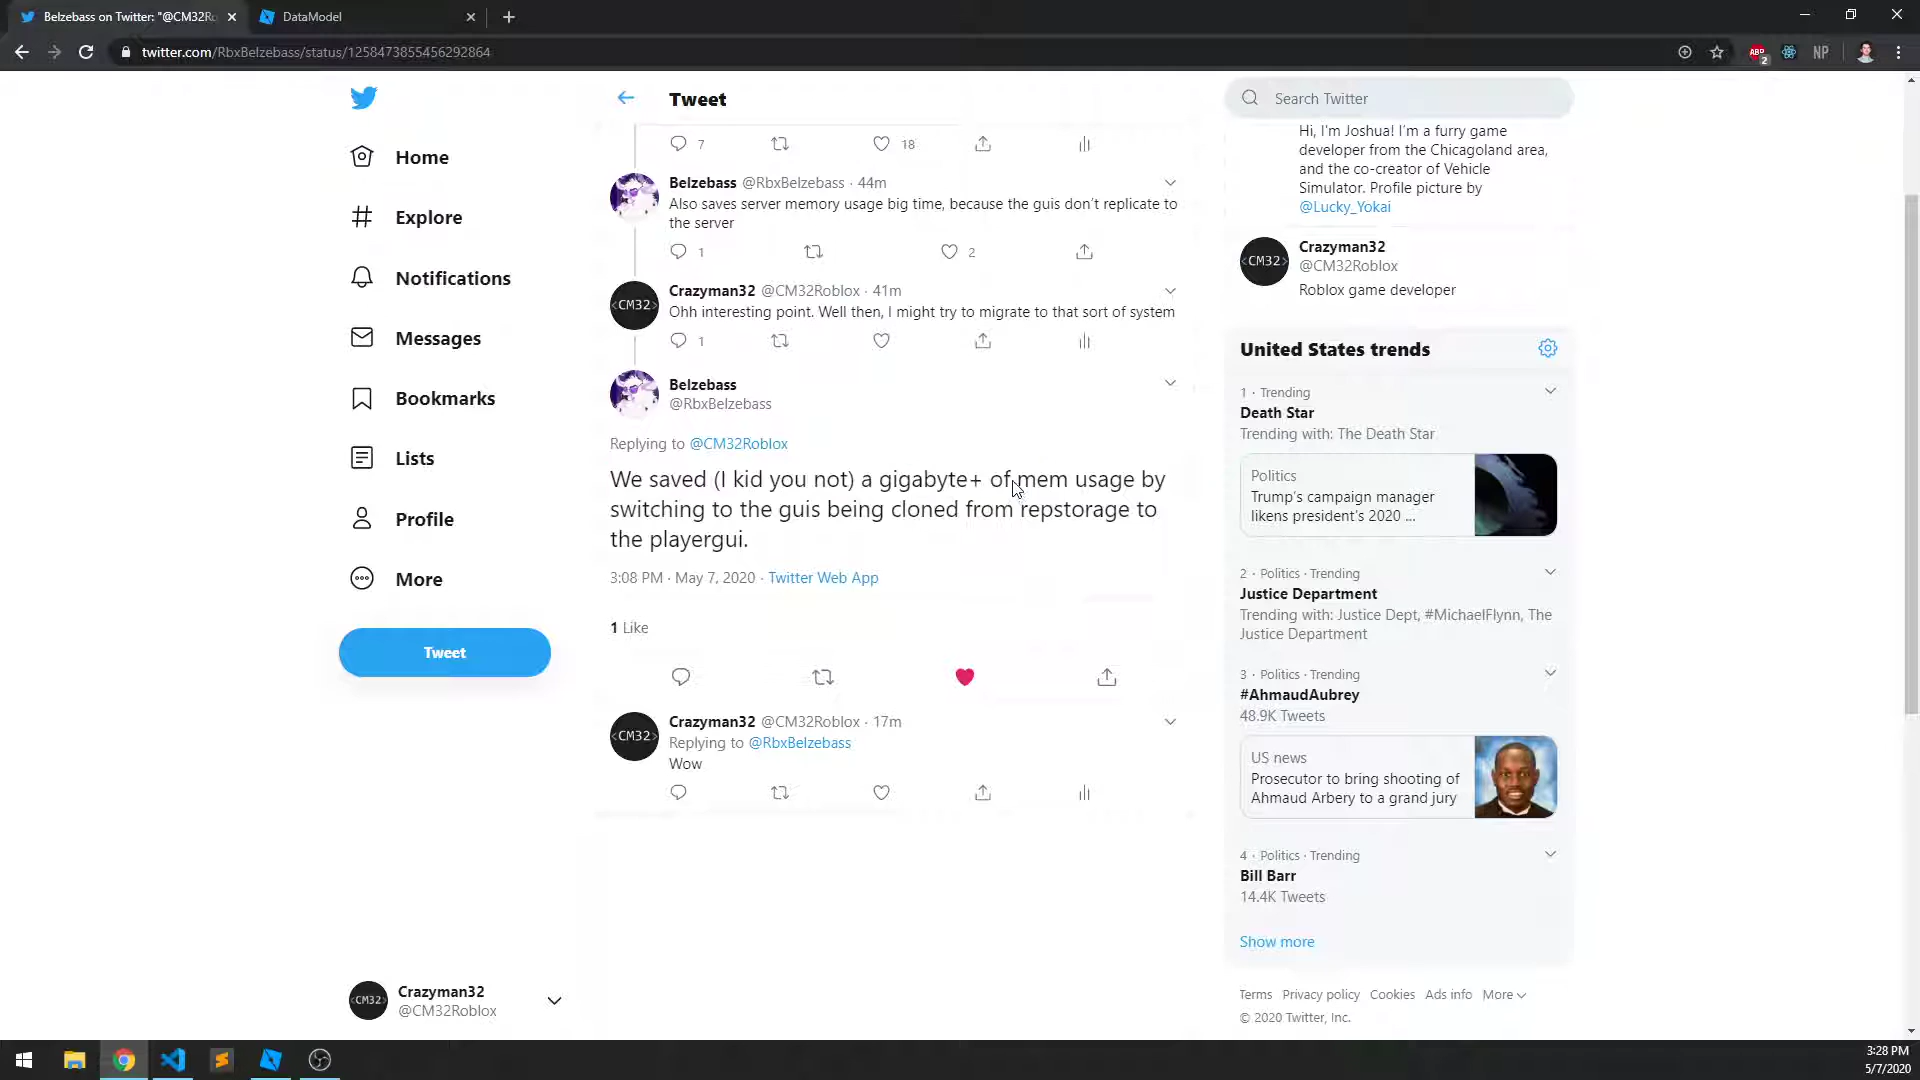 Belzebass on Twitter: "@CM32Ro
DataModel
twitter.com/RbxBelzebass/status/1258473855456292864
ABP
2
NP
Home
Explore
Notifications
Messages
Bookmarks
Lists
Profile
More
Tweet
Crazyman32
@CM32Roblox
Tweet
7
18
Belzebass @RbxBelzebass · 44m
Also saves server memory usage big time, because the guis don't replicate to
the server
1
2
Crazyman32 @CM32Roblox · 41m
Ohh interesting point. Well then, I might try to migrate to that sort of system
1
Belzebass
@RbxBelzebass
Replying to @CM32Roblox
We saved (I kid you not) a gigabyte+ of mem usage by
switching to the guis being cloned from repstorage to
the playergui.
3:08 PM · May 7, 2020 · Twitter Web App
1 Like
Crazyman32 @CM32Roblox · 17m
Replying to @RbxBelzebass
Wow
<CM32>
<CM32>
<CM32>
Search Twitter
Hi, I'm Joshua! I'm a furry game
developer from the Chicagoland area,
and the co-creator of Vehicle
Simulator. Profile picture by
@Lucky_Yokai
<CM32>
Crazyman32
@CM32Roblox
Roblox game developer
United States trends
1 · Trending
Death Star
Trending with: The Death Star
Politics
Trump's campaign manager
likens president's 2020 ...
2 · Politics · Trending
Justice Department
Trending with: Justice Dept, #MichaelFlynn, The
Justice Department
3 · Politics · Trending
#AhmaudAubrey
48.9K Tweets
US news
Prosecutor to bring shooting of
Ahmaud Arbery to a grand jury
4 · Politics · Trending
Bill Barr
14.4K Tweets
Show more
Terms Privacy policy Cookies Ads info More
© 2020 Twitter, Inc.
3:28 PM
5/7/2020